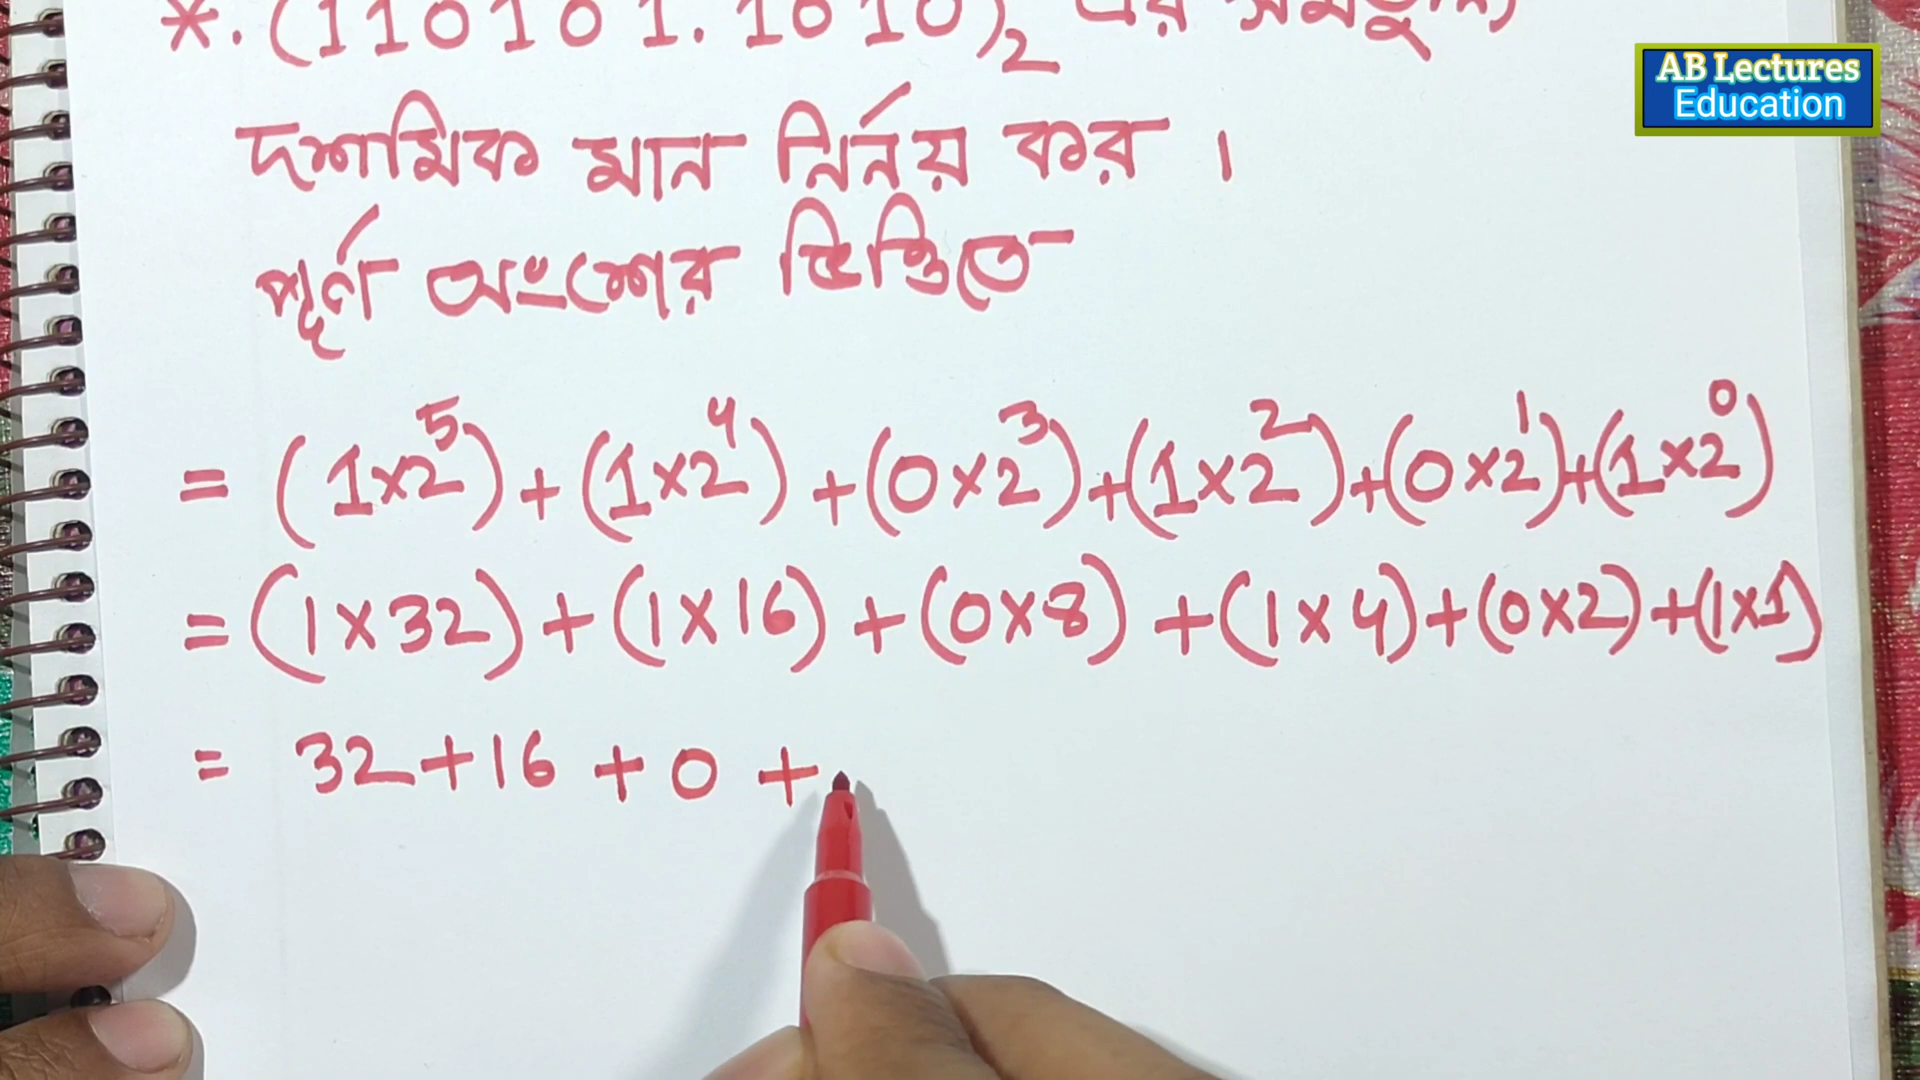 *. (110101.1010)₂ এর সমতুল্য
AB Lectures
Education
দশমিক মান নির্নয় কর ।
পূর্ণ অংশের ভিত্তিতে
= (1×2⁵)+(1×2⁴)+(0×2³)+(1×2²)+(0×2¹)+(1×2⁰)
= (1×32)+(1×16)+(0×8)+(1×4)+(0×2)+(1×1)
= 32+16+0+